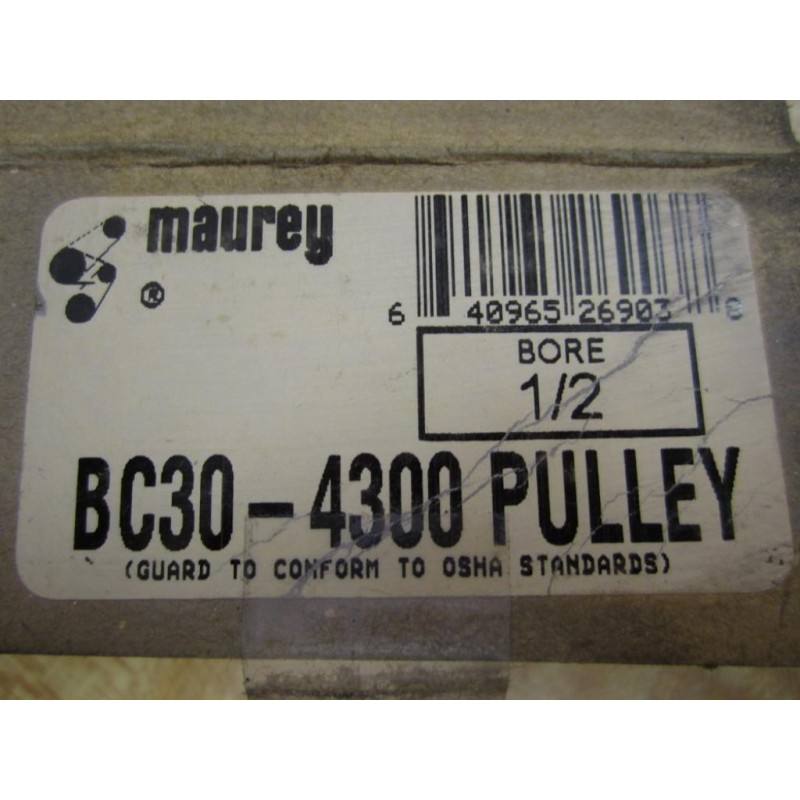 maurey
®
6 40965 26903 8
BORE
1/2
BC30-4300 PULLEY
(GUARD TO CONFORM TO OSHA STANDARDS)